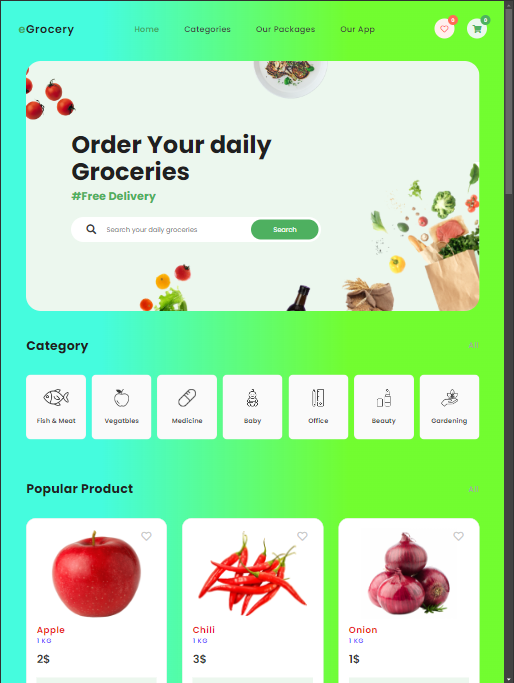 eGrocery
Home
Categories
Our Packages
Our App
0
0
Order Your daily
Groceries
#Free Delivery
Search your daily groceries
Search
Category
All
Fish & Meat
Vegatbles
Medicine
Baby
Office
Beauty
Gardening
Popular Product
All
Apple
1 KG
2$
Chili
1 KG
3$
Onion
1 KG
1$